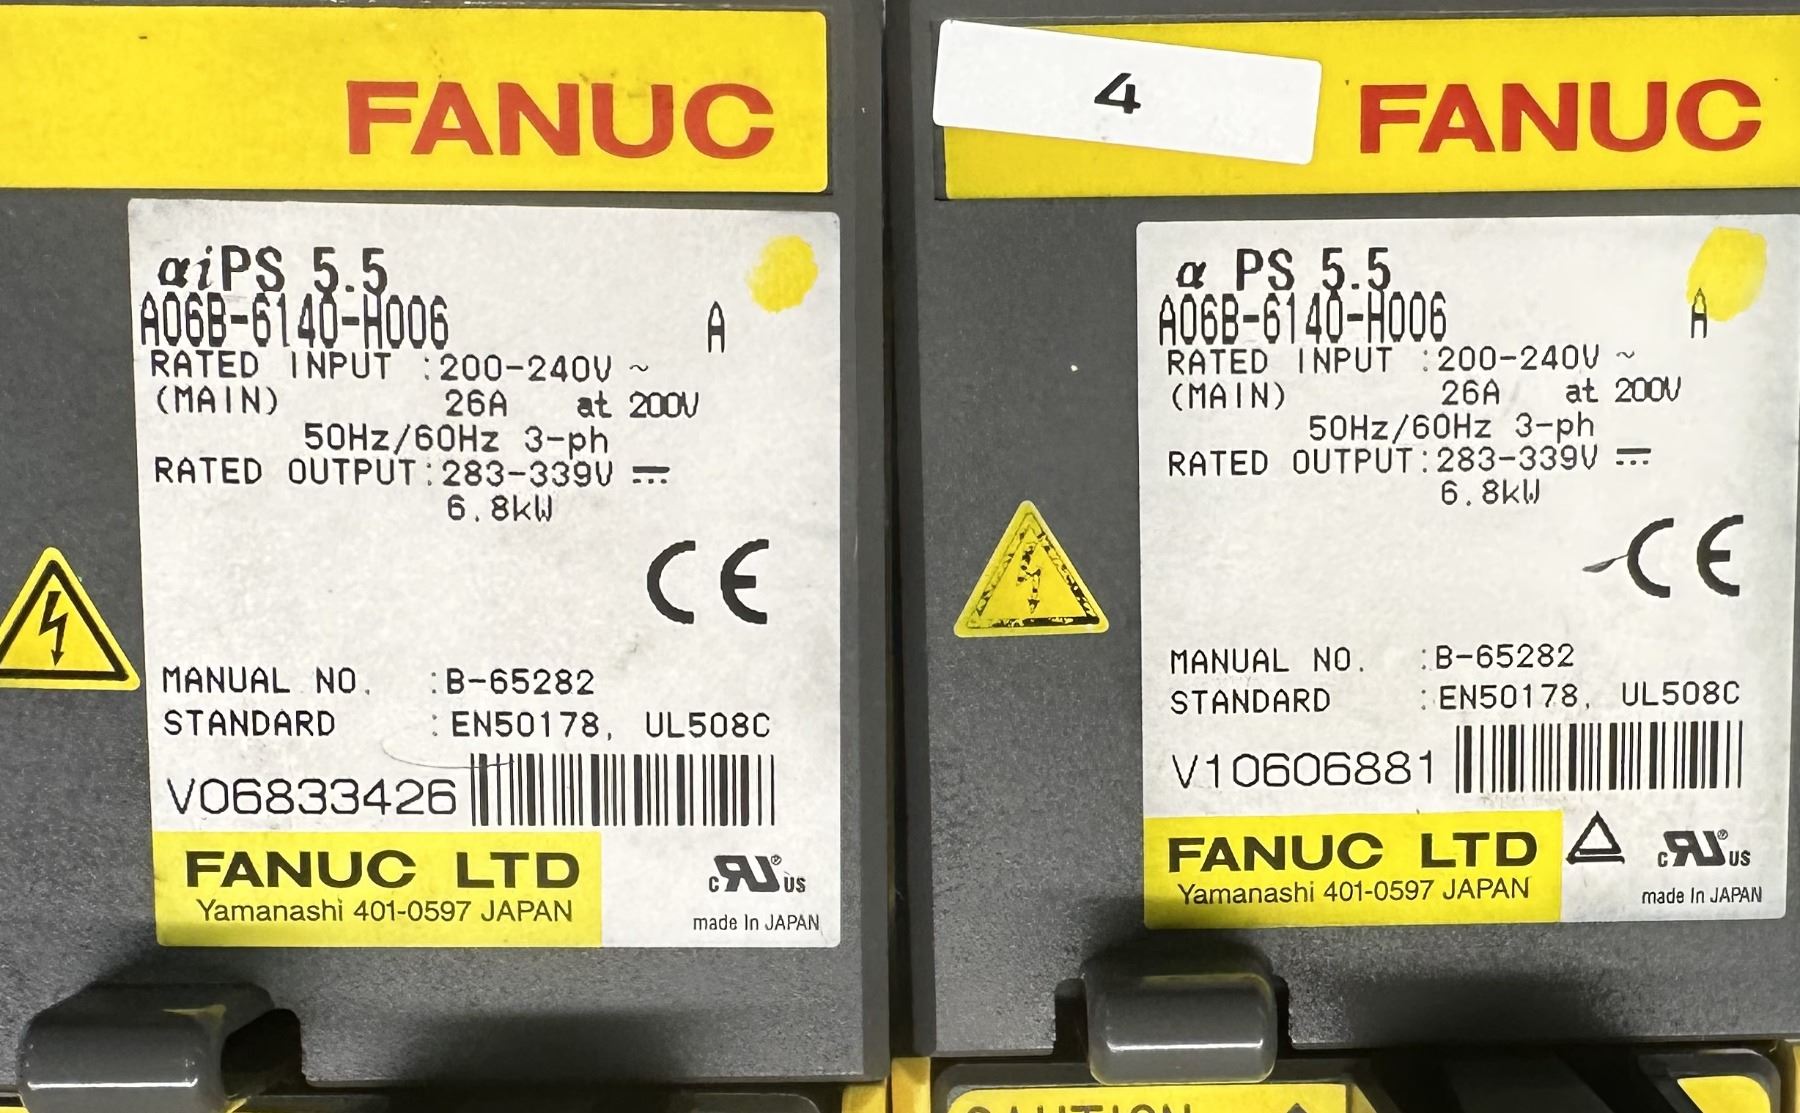 FANUC
αiPS 5.5
A06B-6140-H006 A
RATED INPUT :200-240V ~
(MAIN) 26A at 200V
50Hz/60Hz 3-ph
RATED OUTPUT:283-339V ⎓
6.8kW
CE
MANUAL NO. :B-65282
STANDARD :EN50178, UL508C
V06833426
FANUC LTD
Yamanashi 401-0597 JAPAN
c RU ® US
made In JAPAN
4
FANUC
α PS 5.5
A06B-6140-H006 A
RATED INPUT :200-240V ~
(MAIN) 26A at 200V
50Hz/60Hz 3-ph
RATED OUTPUT:283-339V ⎓
6.8kW
CE
MANUAL NO. :B-65282
STANDARD :EN50178, UL508C
V10606881
FANUC LTD
Yamanashi 401-0597 JAPAN
c RU ® US
made In JAPAN
CAUTION